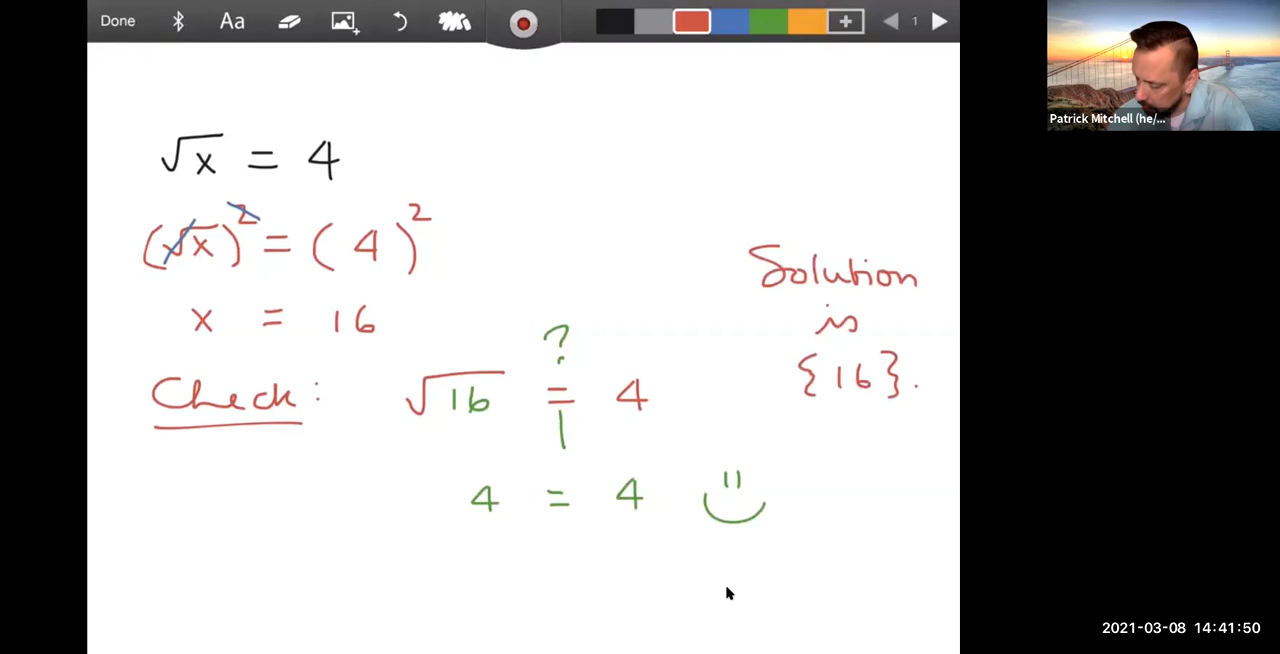 Done Aa 1
√x = 4
(√x)² = (4)²
x = 16
Check: √16 ?= 4
4 = 4
Solution
is
{16}.
Patrick Mitchell (he/...
2021-03-08 14:41:50